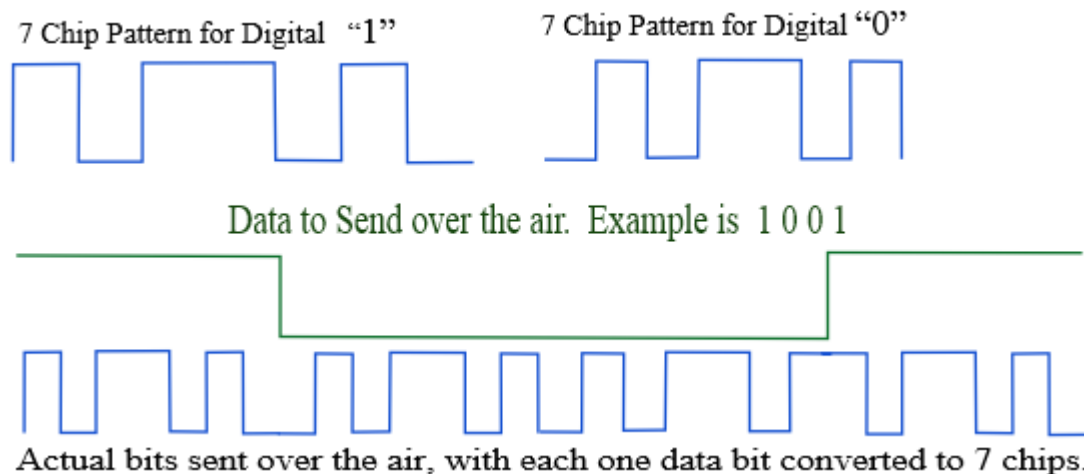 7 Chip Pattern for Digital “1”
7 Chip Pattern for Digital “0”
Data to Send over the air. Example is 1 0 0 1
Actual bits sent over the air, with each one data bit converted to 7 chips.